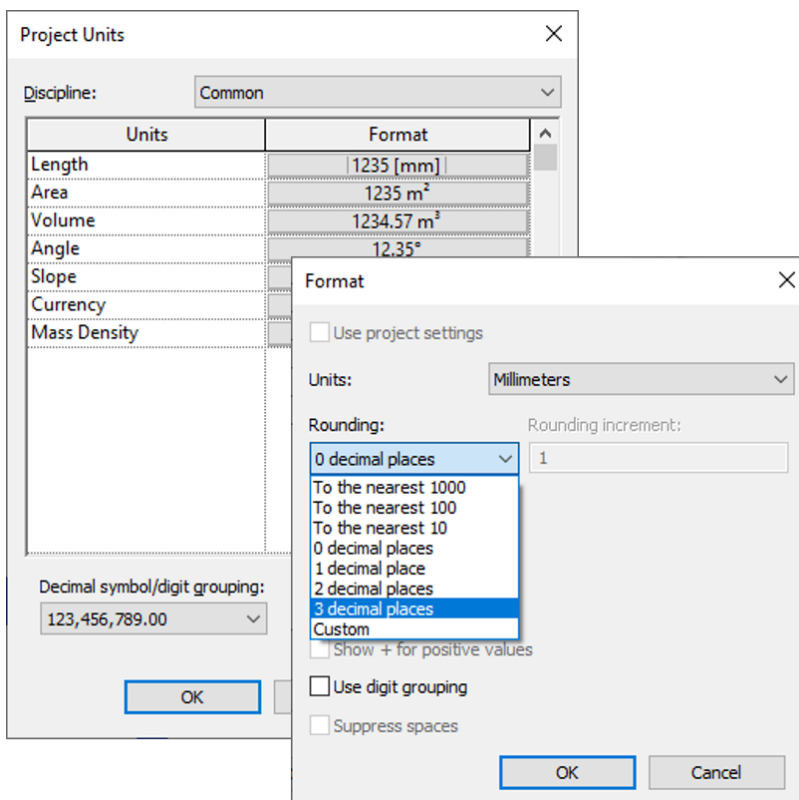 Project Units
Discipline: Common
Units Format
Length 1235 [mm]
Area 1235 m²
Volume 1234.57 m³
Angle 12.35°
Slope
Currency
Mass Density
Decimal symbol/digit grouping:
123,456,789.00
OK
Format
Use project settings
Units: Millimeters
Rounding: Rounding increment:
0 decimal places 1
To the nearest 1000
To the nearest 100
To the nearest 10
0 decimal places
1 decimal place
2 decimal places
3 decimal places
Custom
Show + for positive values
Use digit grouping
Suppress spaces
OK Cancel